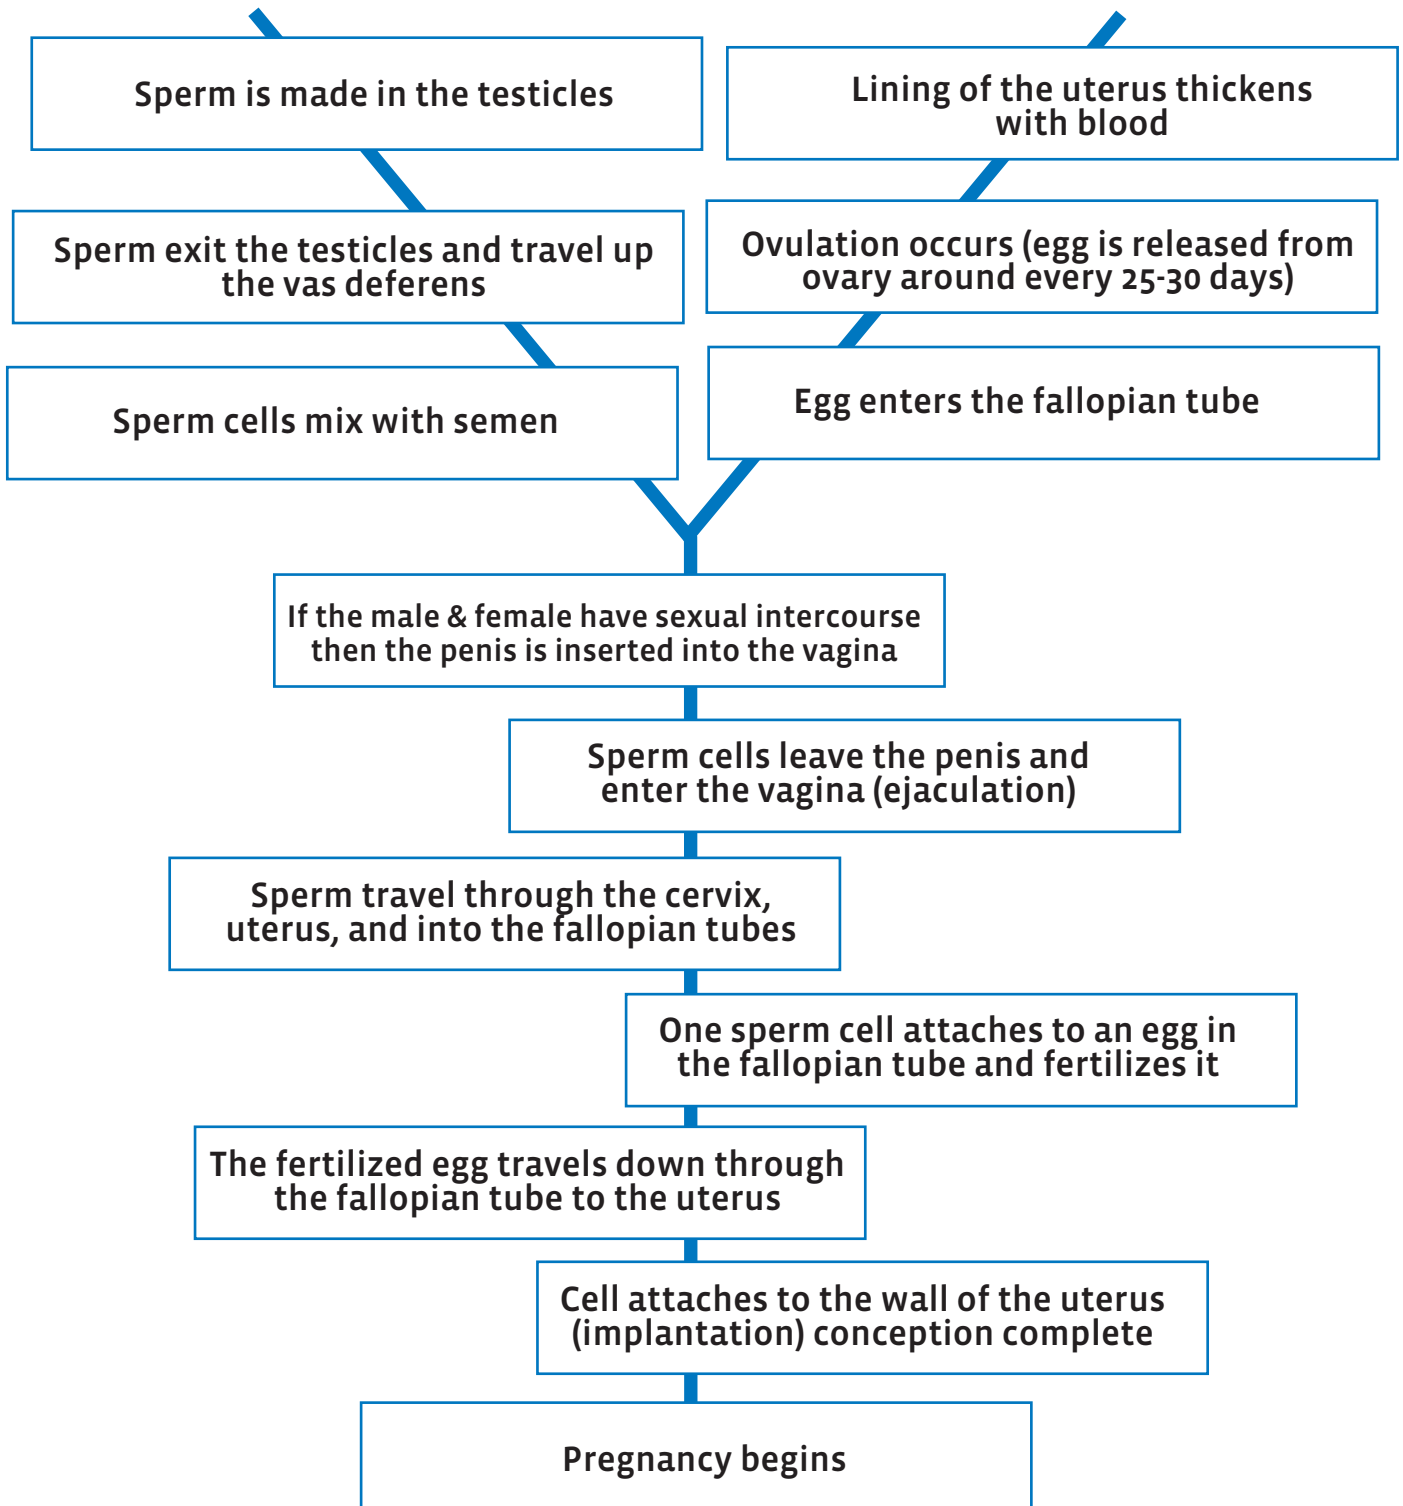 Sperm is made in the testicles
Sperm exit the testicles and travel up
the vas deferens
Sperm cells mix with semen
Lining of the uterus thickens
with blood
Ovulation occurs (egg is released from
ovary around every 25-30 days)
Egg enters the fallopian tube
If the male & female have sexual intercourse
then the penis is inserted into the vagina
Sperm cells leave the penis and
enter the vagina (ejaculation)
Sperm travel through the cervix,
uterus, and into the fallopian tubes
One sperm cell attaches to an egg in
the fallopian tube and fertilizes it
The fertilized egg travels down through
the fallopian tube to the uterus
Cell attaches to the wall of the uterus
(implantation) conception complete
Pregnancy begins